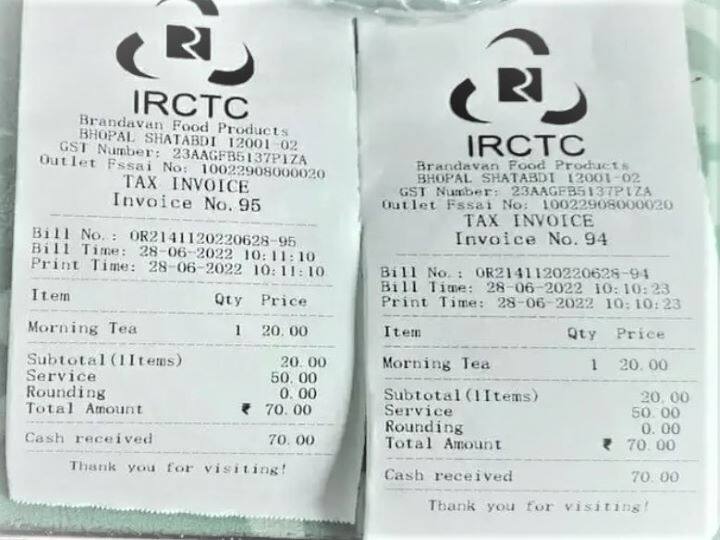 IRCTC
Brandavan Food Products
BHOPAL SHATABDI 12001-02
GST Number: 23AAGFB5137P1ZA
Outlet Fssai No: 10022908000020
TAX INVOICE
Invoice No. 95
Bill No.: OR2141120220628-95
Bill Time: 28-06-2022 10:11:10
Print Time: 28-06-2022 10:11:10
Item Qty Price
Morning Tea 1 20.00
Subtotal(1Items) 20.00
Service 50.00
Rounding 0.00
Total Amount ₹ 70.00
Cash received 70.00
Thank you for visiting!
IRCTC
Brandavan Food Products
BHOPAL SHATABDI 12001-02
GST Number: 23AAGFB5137P1ZA
Outlet Fssai No: 10022908000020
TAX INVOICE
Invoice No. 94
Bill No.: OR2141120220628-94
Bill Time: 28-06-2022 10:10:23
Print Time: 28-06-2022 10:10:23
Item Qty Price
Morning Tea 1 20.00
Subtotal(1Items) 20.00
Service 50.00
Rounding 0.00
Total Amount ₹ 70.00
Cash received 70.00
Thank you for visiting!